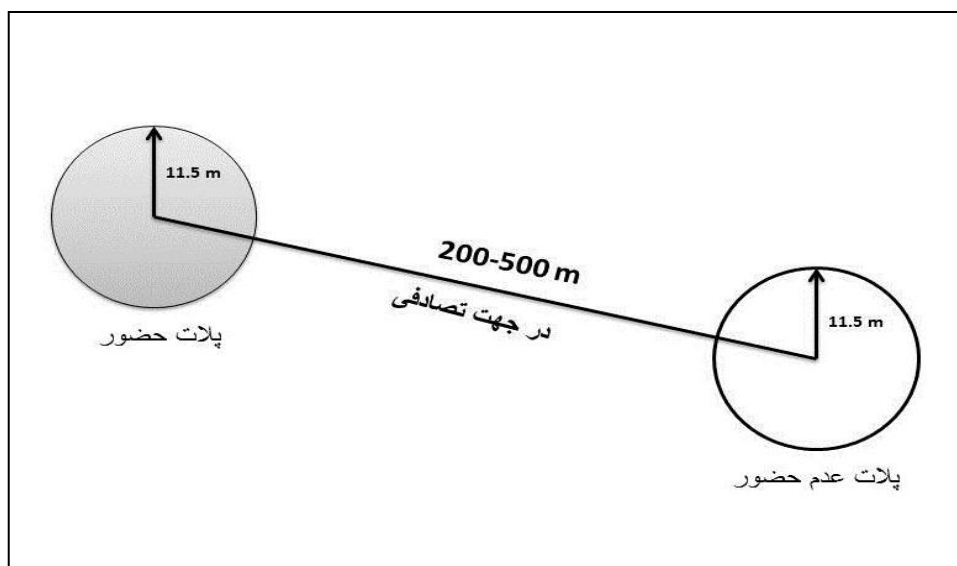 11.5 m
پلات حضور
200-500 m
در جهت تصادفی
11.5 m
پلات عدم حضور